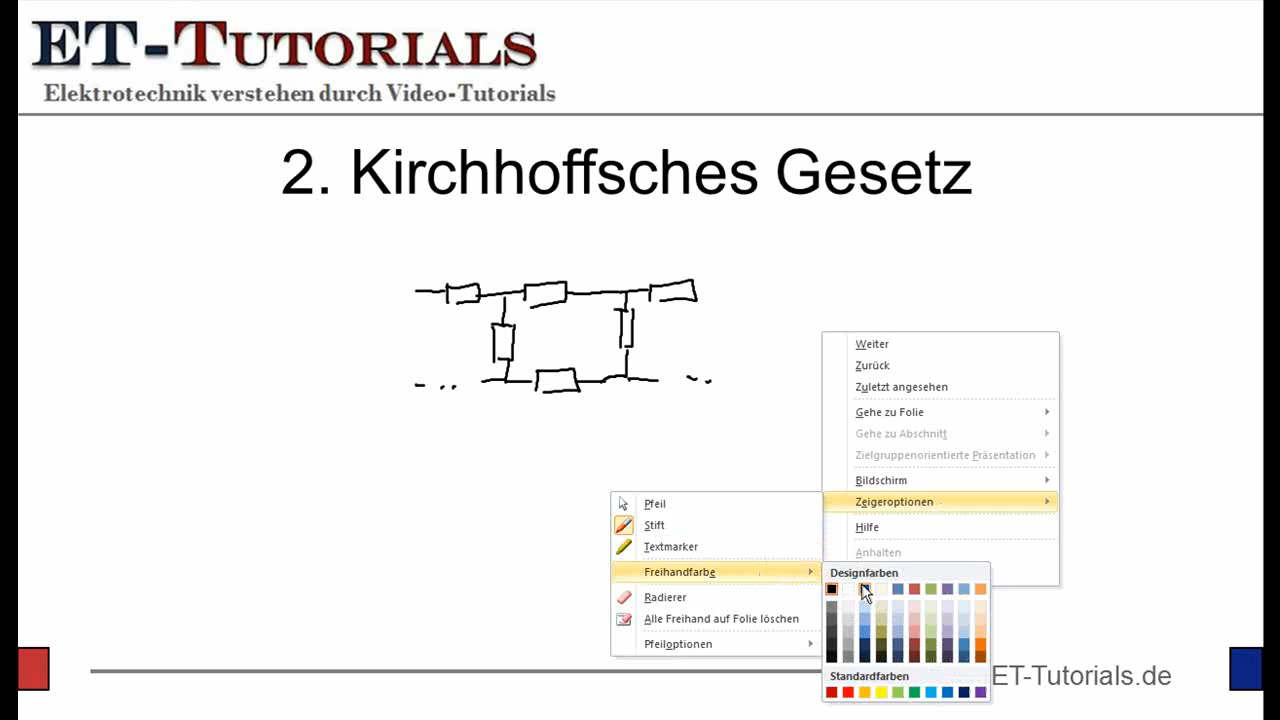 ET-Tutorials
Elektrotechnik verstehen durch Video-Tutorials
2. Kirchhoffsches Gesetz
Weiter
Zurück
Zuletzt angesehen
Gehe zu Folie
Gehe zu Abschnitt
Zielgruppenorientierte Präsentation
Bildschirm
Zeigeroptionen
Hilfe
Anhalten
Pfeil
Stift
Textmarker
Freihandfarbe
Radierer
Alle Freihand auf Folie löschen
Pfeiloptionen
Designfarben
Standardfarben
ET-Tutorials.de